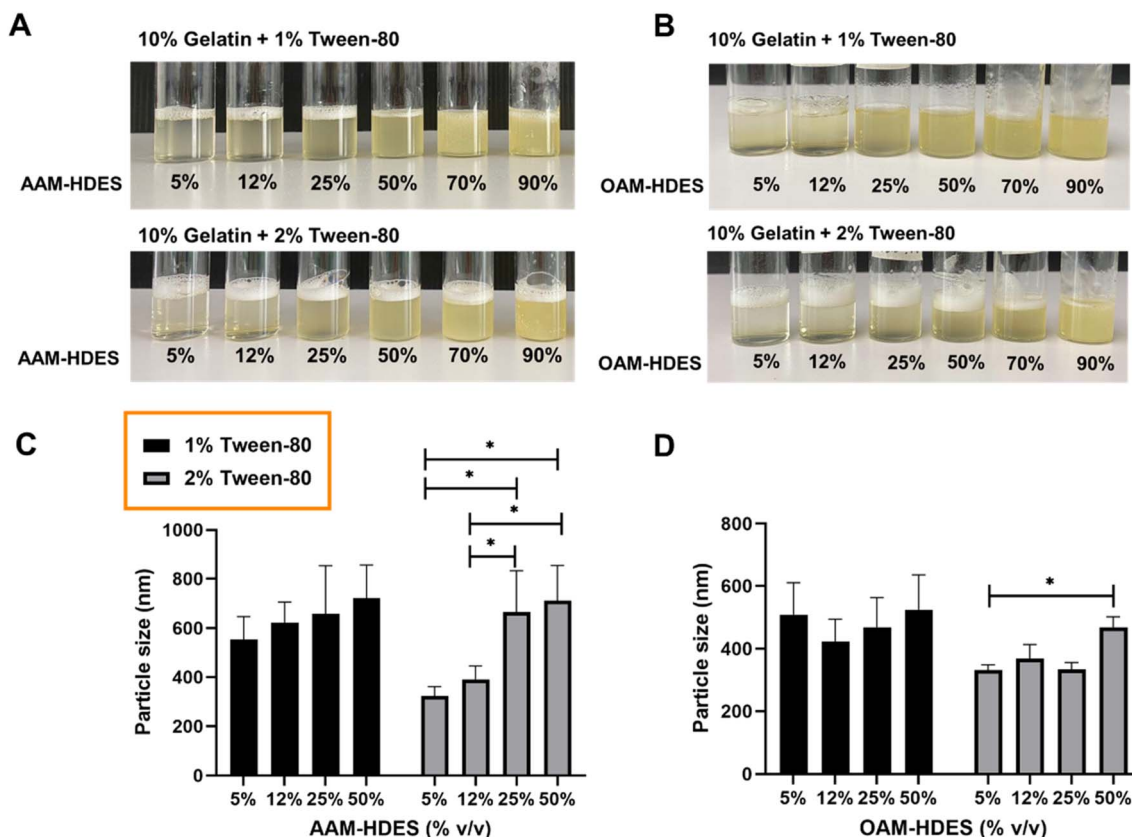 A
10% Gelatin + 1% Tween-80
AAM-HDES 5% 12% 25% 50% 70% 90%
10% Gelatin + 2% Tween-80
AAM-HDES 5% 12% 25% 50% 70% 90%
B
10% Gelatin + 1% Tween-80
OAM-HDES 5% 12% 25% 50% 70% 90%
10% Gelatin + 2% Tween-80
OAM-HDES 5% 12% 25% 50% 70% 90%
C
1% Tween-80
2% Tween-80
* 
*
*
*
Particle size (nm)
1000
800
600
400
200
0
5% 12% 25% 50% 5% 12% 25% 50%
AAM-HDES (% v/v)
D
*
Particle size (nm)
800
600
400
200
0
5% 12% 25% 50% 5% 12% 25% 50%
OAM-HDES (% v/v)